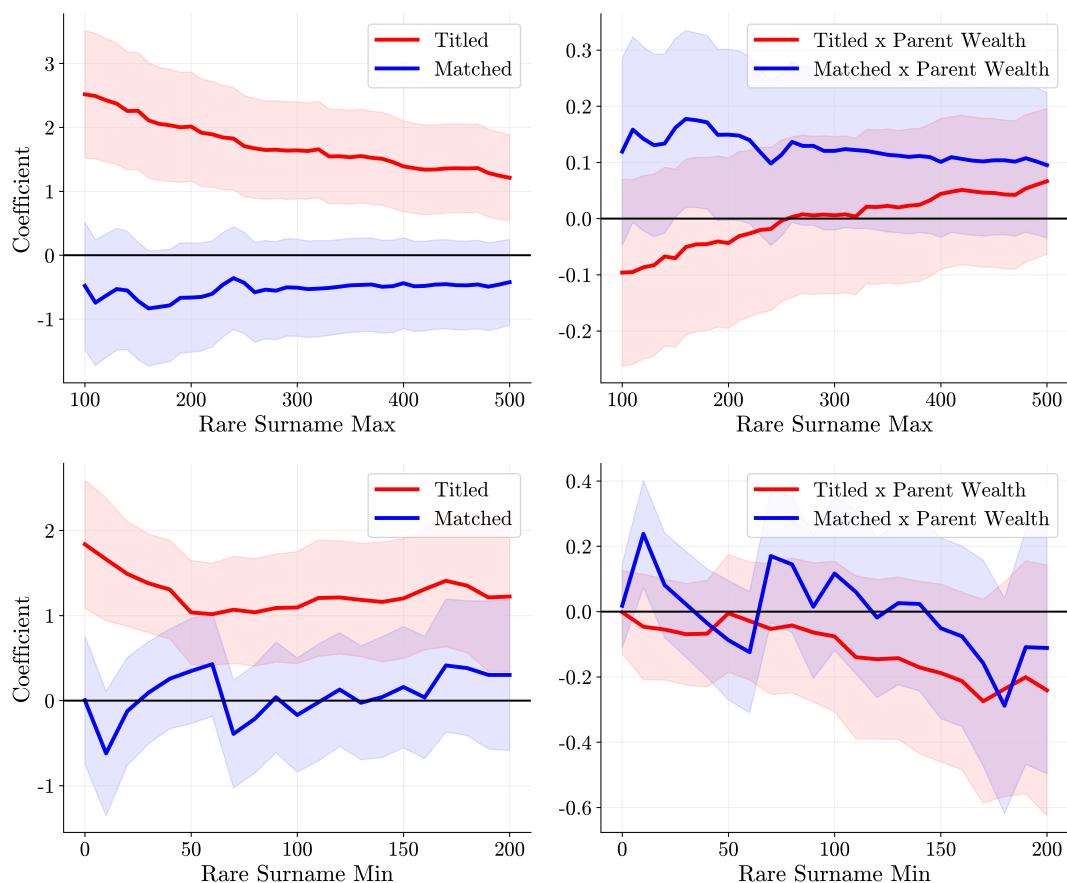 Titled
Matched
3
2
1
0
-1
Coefficient
100
200
300
400
500
Rare Surname Max
Titled x Parent Wealth
Matched x Parent Wealth
0.3
0.2
0.1
0.0
-0.1
-0.2
100
200
300
400
500
Rare Surname Max
Titled
Matched
2
1
0
-1
Coefficient
0
50
100
150
200
Rare Surname Min
Titled x Parent Wealth
Matched x Parent Wealth
0.4
0.2
0.0
-0.2
-0.4
-0.6
0
50
100
150
200
Rare Surname Min